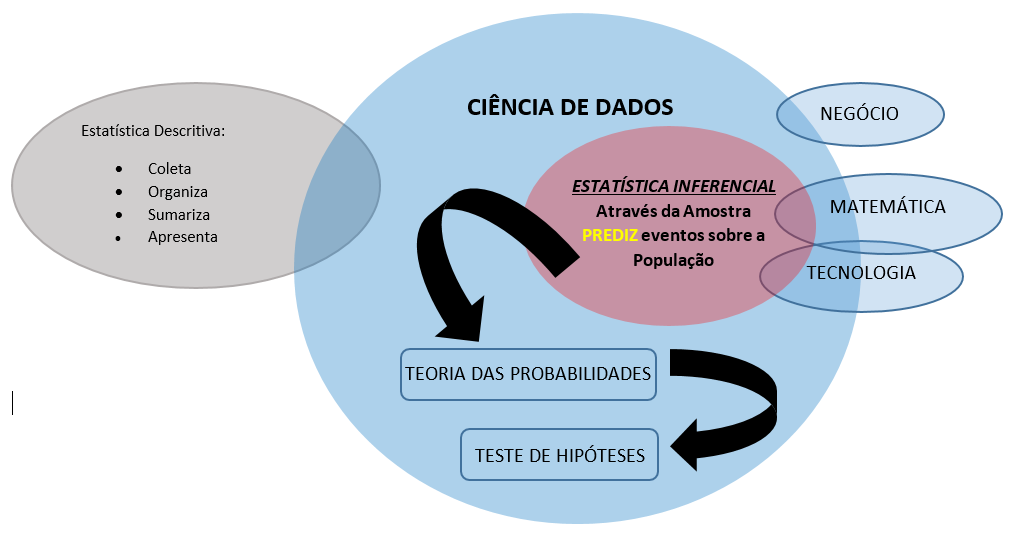 CIÊNCIA DE DADOS
Estatística Descritiva:
• Coleta
• Organiza
• Sumariza
• Apresenta
ESTATÍSTICA INFERENCIAL
Através da Amostra
PREDIZ eventos sobre a
População
NEGÓCIO
MATEMÁTICA
TECNOLOGIA
TEORIA DAS PROBABILIDADES
TESTE DE HIPÓTESES